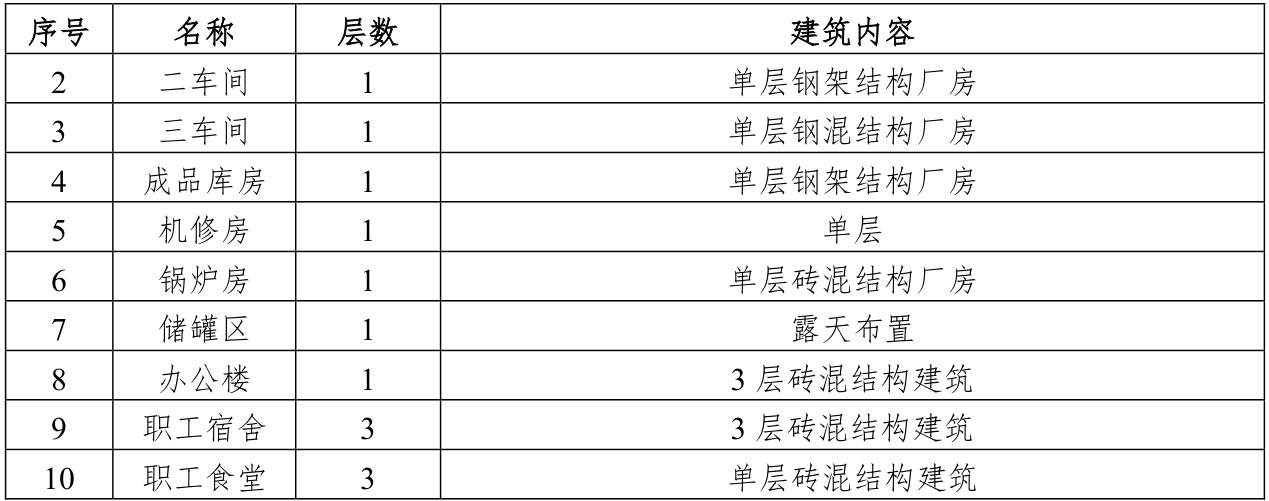 序号 名称 层数 建筑内容
2 二车间 1 单层钢架结构厂房
3 三车间 1 单层钢混结构厂房
4 成品库房 1 单层钢架结构厂房
5 机修房 1 单层
6 锅炉房 1 单层砖混结构厂房
7 储罐区 1 露天布置
8 办公楼 1 3 层砖混结构建筑
9 职工宿舍 3 3 层砖混结构建筑
10 职工食堂 3 单层砖混结构建筑